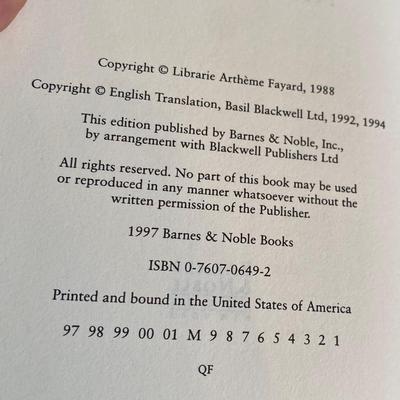 Copyright © Librarie Arthème Fayard, 1988
Copyright © English Translation, Basil Blackwell Ltd, 1992, 1994
This edition published by Barnes & Noble, Inc.,
by arrangement with Blackwell Publishers Ltd
All rights reserved. No part of this book may be used
or reproduced in any manner whatsoever without the
written permission of the Publisher.
1997 Barnes & Noble Books
ISBN 0-7607-0649-2
Printed and bound in the United States of America
97 98 99 00 01 M 9 8 7 6 5 4 3 2 1
QF